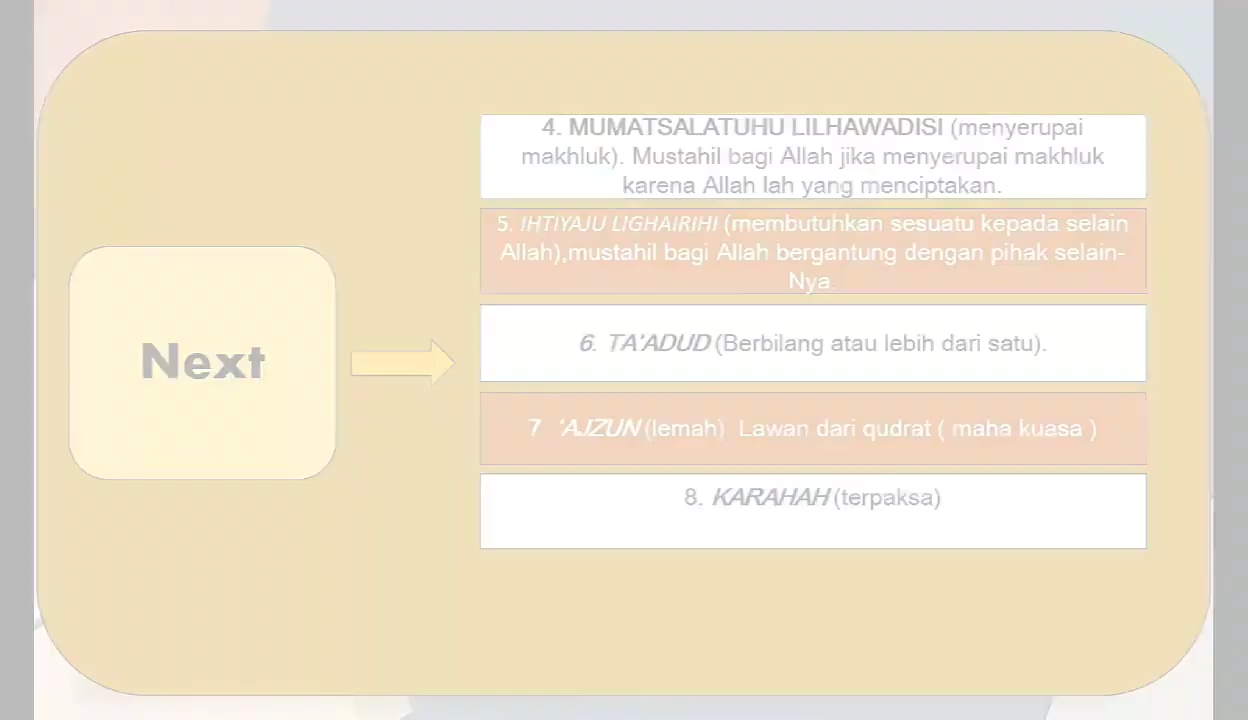 4. MUMATSALATUHU LILHAWADISI (menyerupai
makhluk). Mustahil bagi Allah jika menyerupai makhluk
karena Allah lah yang menciptakan.
5. IHTIYAJU LIGHAIRIHI (membutuhkan sesuatu kepada selain
Allah),mustahil bagi Allah bergantung dengan pihak selain-
Nya.
Next
6. TA'ADUD (Berbilang atau lebih dari satu).
7 'AJZUN (lemah) Lawan dari qudrat ( maha kuasa )
8. KARAHAH (terpaksa)